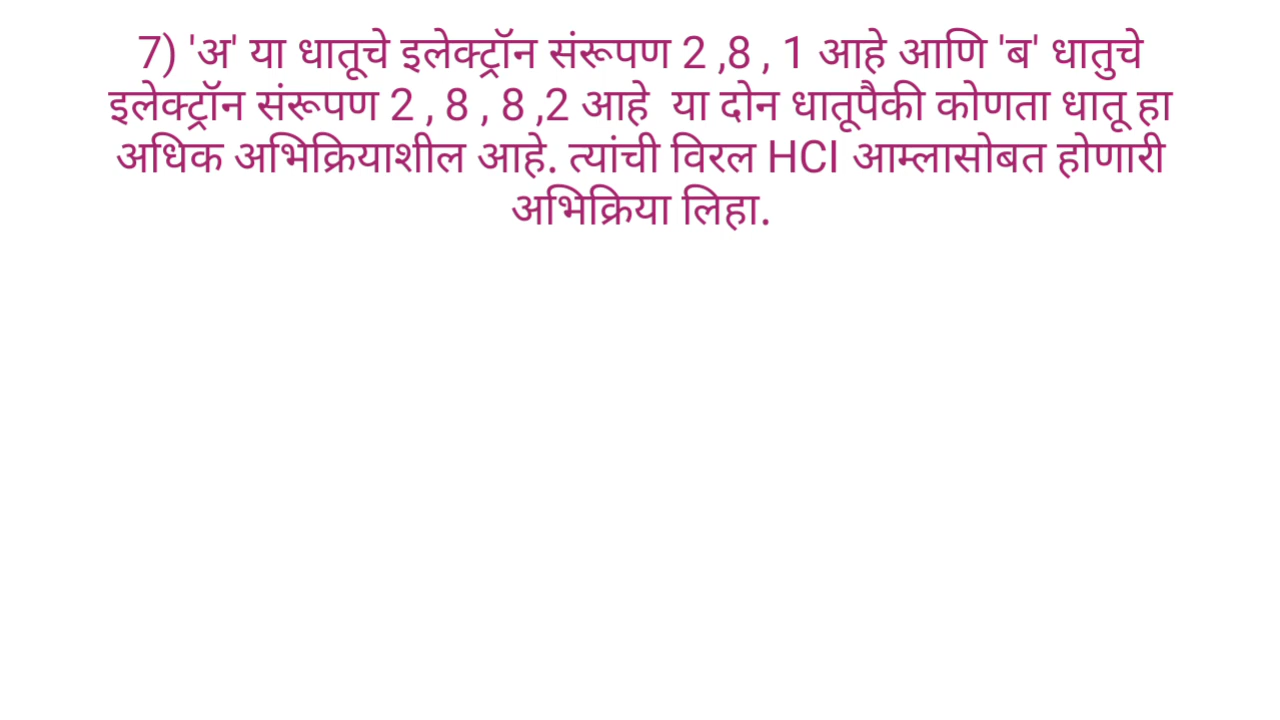 7) 'अ' या धातूचे इलेक्ट्रॉन संरूपण 2 ,8 , 1 आहे आणि 'ब' धातुचे
इलेक्ट्रॉन संरूपण 2 , 8 , 8 ,2 आहे  या दोन धातूपैकी कोणता धातू हा
अधिक अभिक्रियाशील आहे. त्यांची विरल HCl आम्लासोबत होणारी
अभिक्रिया लिहा.